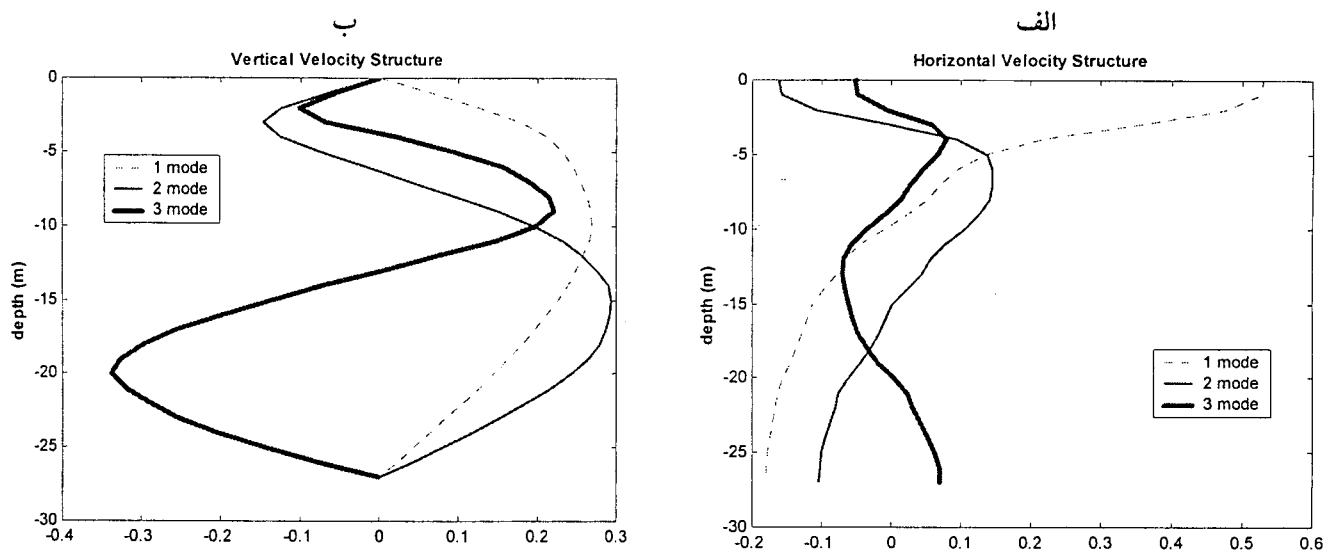 ب
Vertical Velocity Structure
0
-5
-10
-15
-20
-25
-30
depth (m)
1 mode
2 mode
3 mode
-0.4 -0.3 -0.2 -0.1 0 0.1 0.2 0.3
الف
Horizontal Velocity Structure
0
-5
-10
-15
-20
-25
-30
depth (m)
1 mode
2 mode
3 mode
-0.2 -0.1 0 0.1 0.2 0.3 0.4 0.5 0.6